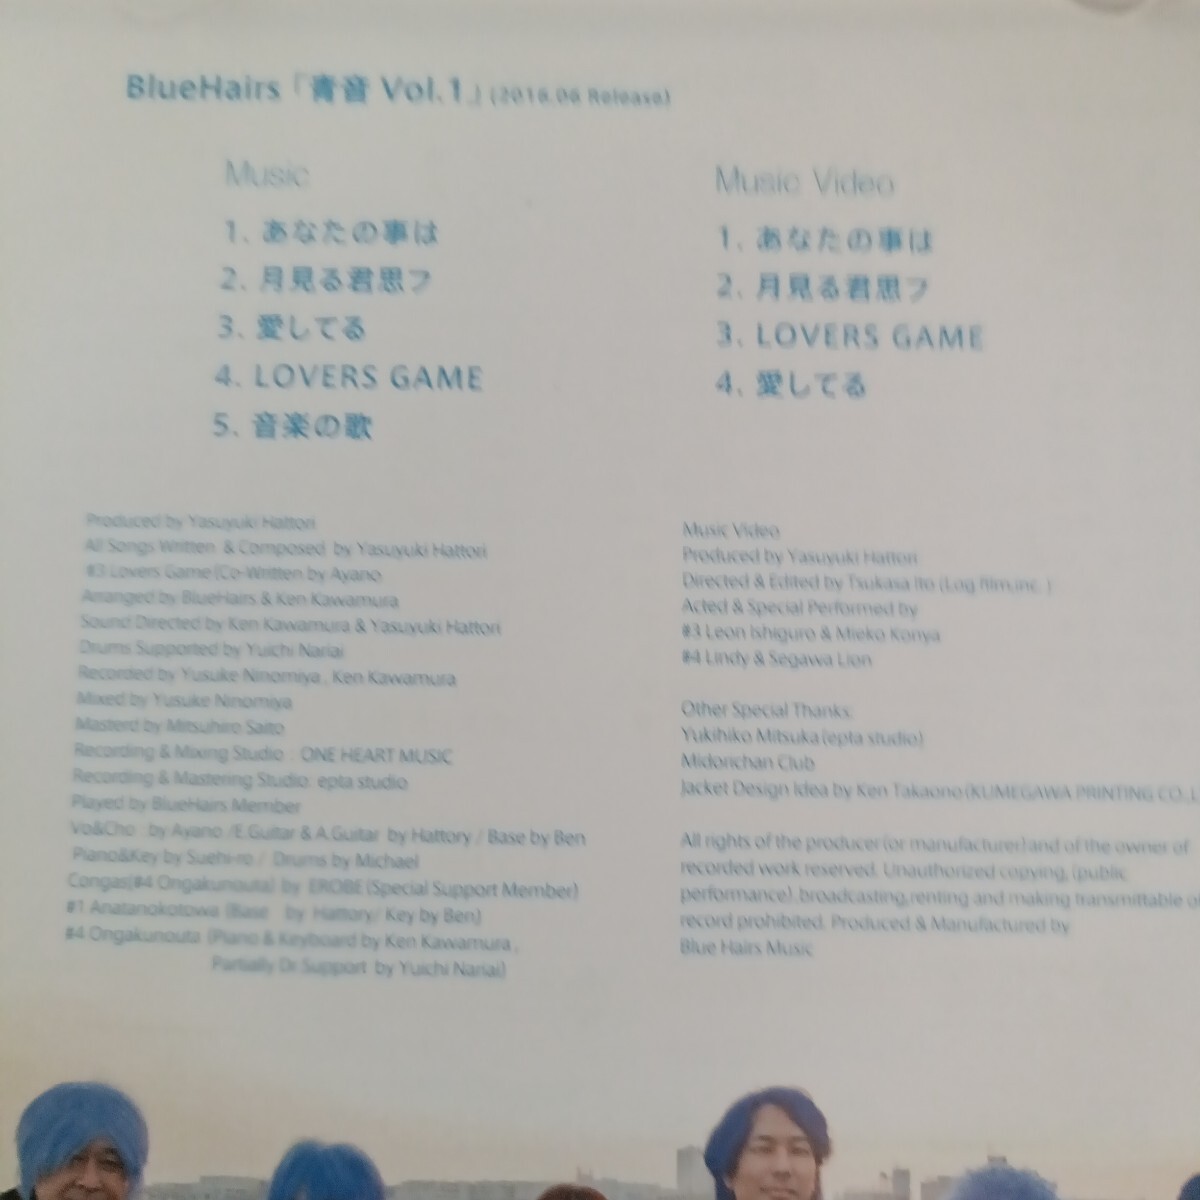 BlueHairs「青音 Vol.1」(2016.06 Release)
Music
1. あなたの事は
2. 月見る君思フ
3. 愛してる
4. LOVERS GAME
5. 音楽の歌
Produced by Yasuyuki Hattori
All Songs Written & Composed by Yasuyuki Hattori
#3 Lovers Game (Co-Written by Ayano
Arranged by BlueHairs & Ken Kawamura
Sound Directed by Ken Kawamura & Yasuyuki Hattori
Drums Supported by Yuichi Nariai
Recorded by Yusuke Ninomiya , Ken Kawamura
Mixed by Yusuke Ninomiya
Masterd by Mitsuhiro Saito
Recording & Mixing Studio : ONE HEART MUSIC
Recording & Mastering Studio: epta studio
Played by BlueHairs Member
Vo&Cho by Ayano /E.Guitar & A.Guitar by Hattory / Base by Ben
Piano&Key by Suehi-ro / Drums by Michael
Congas(#4 Ongakunouta) by EROBE (Special Support Member)
#1 Anatanokotowa (Base by Hattory/ Key by Ben)
#4 Ongakunouta (Piano & Keyboard by Ken Kawamura ,
Partially Dr.Support by Yuichi Nariai)
Music Video
1. あなたの事は
2. 月見る君思フ
3. LOVERS GAME
4. 愛してる
Music Video
Produced by Yasuyuki Hattori
Directed & Edited by Tsukasa Ito (Log film,inc. )
Acted & Special Performed by
#3 Leon Ishiguro & Mieko Konya
#4 Lindy & Segawa Lion
Other Special Thanks:
Yukihiko Mitsuka (epta studio)
Midorichan Club
Jacket Design Idea by Ken Takaono (KUMEGAWA PRINTING CO.,L
All rights of the producer(or manufacturer)and of the owner of
recorded work reserved. Unauthorized copying, (public
performance),broadcasting,renting and making transmittable of
record prohibited. Produced & Manufactured by
Blue Hairs Music